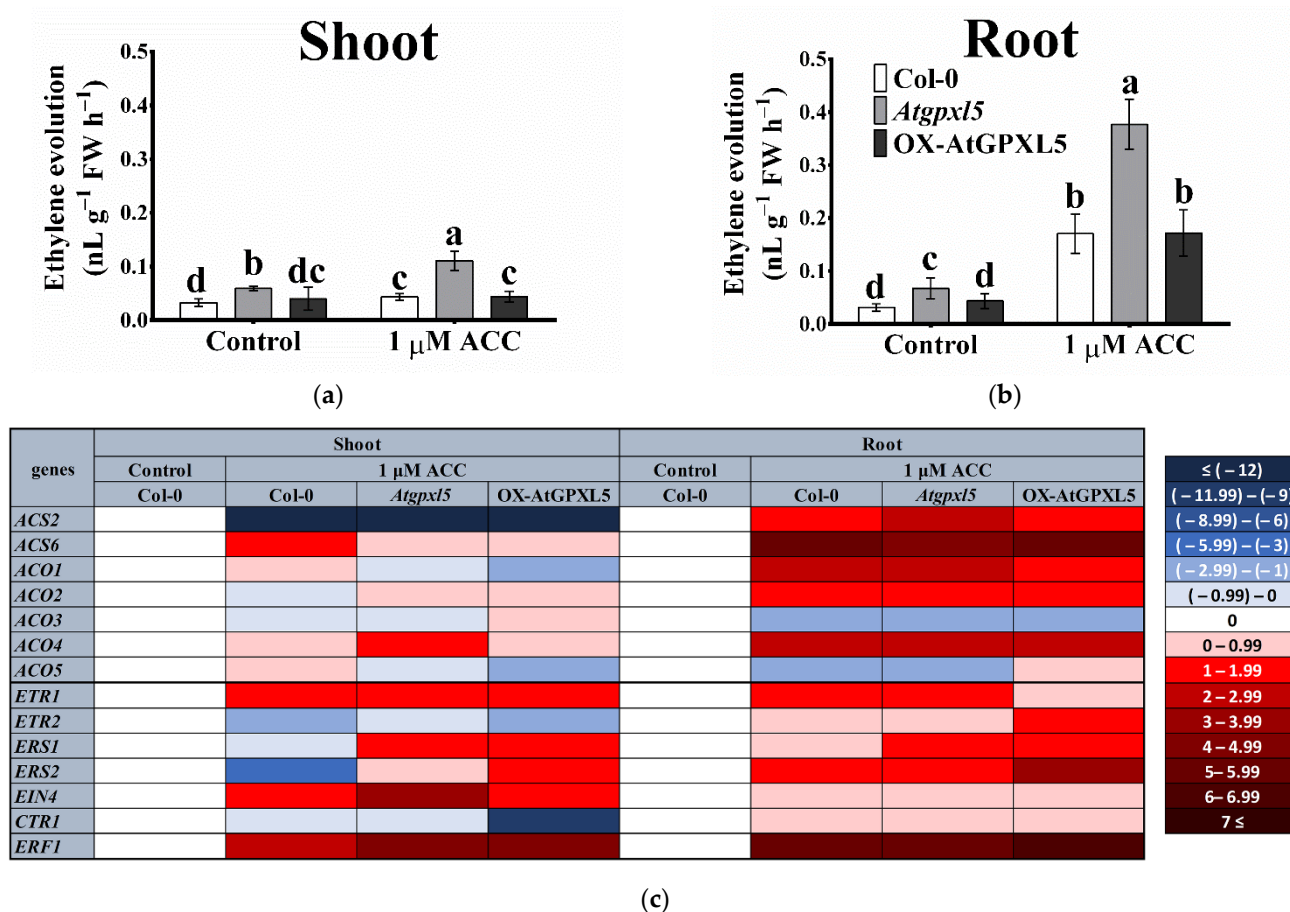 Shoot
Ethylene evolution
(nL g⁻¹ FW h⁻¹)
0.5
0.4
0.3
0.2
0.1
0.0
d
b
dc
c
a
c
Control
1 μM ACC
(a)
Root
Ethylene evolution
(nL g⁻¹ FW h⁻¹)
0.5
0.4
0.3
0.2
0.1
0.0
Col-0
Atgpxl5
OX-AtGPXL5
d
c
d
b
a
b
Control
1 μM ACC
(b)
genes
Shoot
Root
Control
1 μM ACC
Control
1 μM ACC
Col-0
Col-0
Atgpxl5
OX-AtGPXL5
Col-0
Col-0
Atgpxl5
OX-AtGPXL5
ACS2
ACS6
ACO1
ACO2
ACO3
ACO4
ACO5
ETR1
ETR2
ERS1
ERS2
EIN4
CTR1
ERF1
≤ (– 12)
(– 11.99) – (– 9)
(– 8.99) – (– 6)
(– 5.99) – (– 3)
(– 2.99) – (– 1)
(– 0.99) – 0
0
0 – 0.99
1 – 1.99
2 – 2.99
3 – 3.99
4 – 4.99
5– 5.99
6– 6.99
7 ≤
(c)